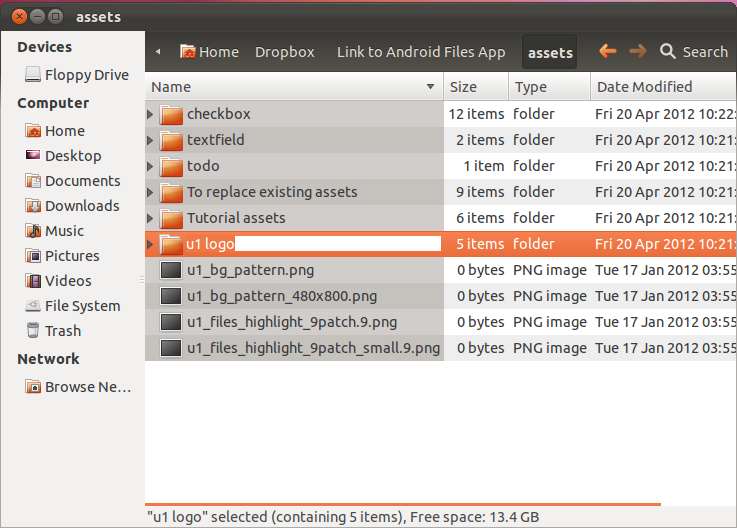 assets
Devices
Floppy Drive
Computer
Home
Desktop
Documents
Downloads
Music
Pictures
Videos
File System
Trash
Network
Browse Ne...
Home Dropbox Link to Android Files App assets Search
Name Size Type Date Modified
checkbox 12 items folder Fri 20 Apr 2012 10:22:
textfield 2 items folder Fri 20 Apr 2012 10:21:
todo 1 item folder Fri 20 Apr 2012 10:21:
To replace existing assets 9 items folder Fri 20 Apr 2012 10:21:
Tutorial assets 6 items folder Fri 20 Apr 2012 10:21:
u1 logo 5 items folder Fri 20 Apr 2012 10:21:
u1_bg_pattern.png 0 bytes PNG image Tue 17 Jan 2012 03:55
u1_bg_pattern_480x800.png 0 bytes PNG image Tue 17 Jan 2012 03:55
u1_files_highlight_9patch.9.png 0 bytes PNG image Tue 17 Jan 2012 03:55
u1_files_highlight_9patch_small.9.png 0 bytes PNG image Tue 17 Jan 2012 03:55
"u1 logo" selected (containing 5 items), Free space: 13.4 GB